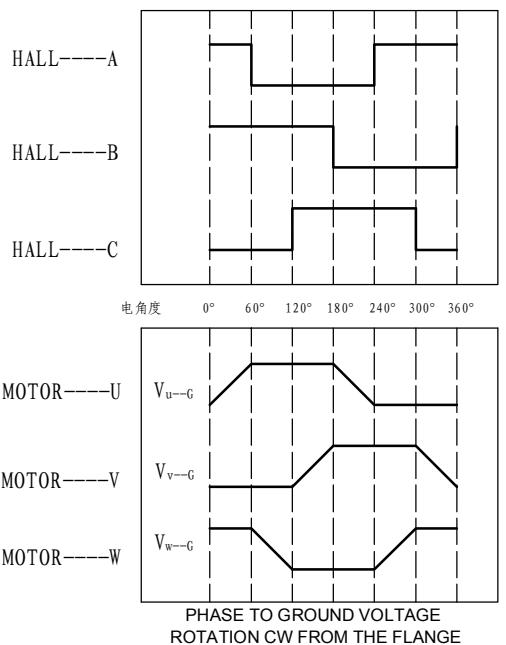 HALL----A
HALL----B
HALL----C
电角度 0° 60° 120° 180° 240° 300° 360°
MOTOR----U Vu--G
MOTOR----V Vv--G
MOTOR----W Vw--G
PHASE TO GROUND VOLTAGE
ROTATION CW FROM THE FLANGE